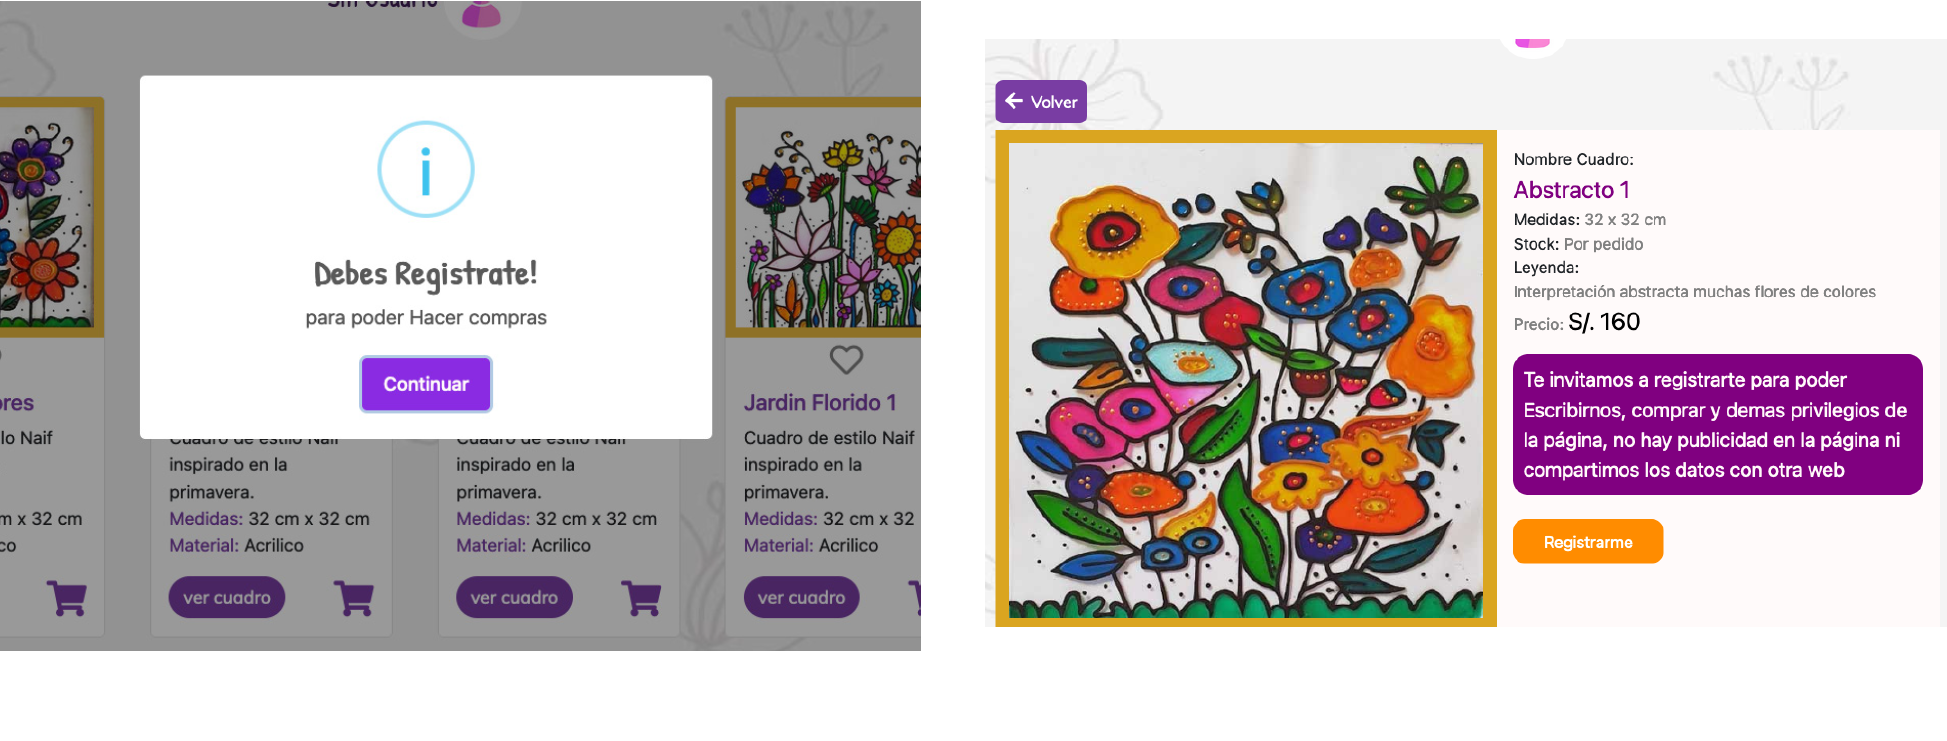 Sin Usuario
Debes Registrate!
para poder Hacer compras
Continuar
Jardin Florido 1
lo Naif
Cuadro de estilo Naif
Cuadro de estilo Naif
Cuadro de estilo Naif
inspirado en la
inspirado en la
inspirado en la
primavera.
primavera.
primavera.
m x 32 cm
Medidas: 32 cm x 32 cm
Medidas: 32 cm x 32 cm
Medidas: 32 cm x 32
Material: Acrilico
Material: Acrilico
Material: Acrilico
ver cuadro
ver cuadro
ver cuadro
Volver
Nombre Cuadro:
Abstracto 1
Medidas: 32 x 32 cm
Stock: Por pedido
Leyenda:
Interpretación abstracta muchas flores de colores
Precio: S/. 160
Te invitamos a registrarte para poder
Escribirnos, comprar y demas privilegios de
la página, no hay publicidad en la página ni
compartimos los datos con otra web
Registrarme